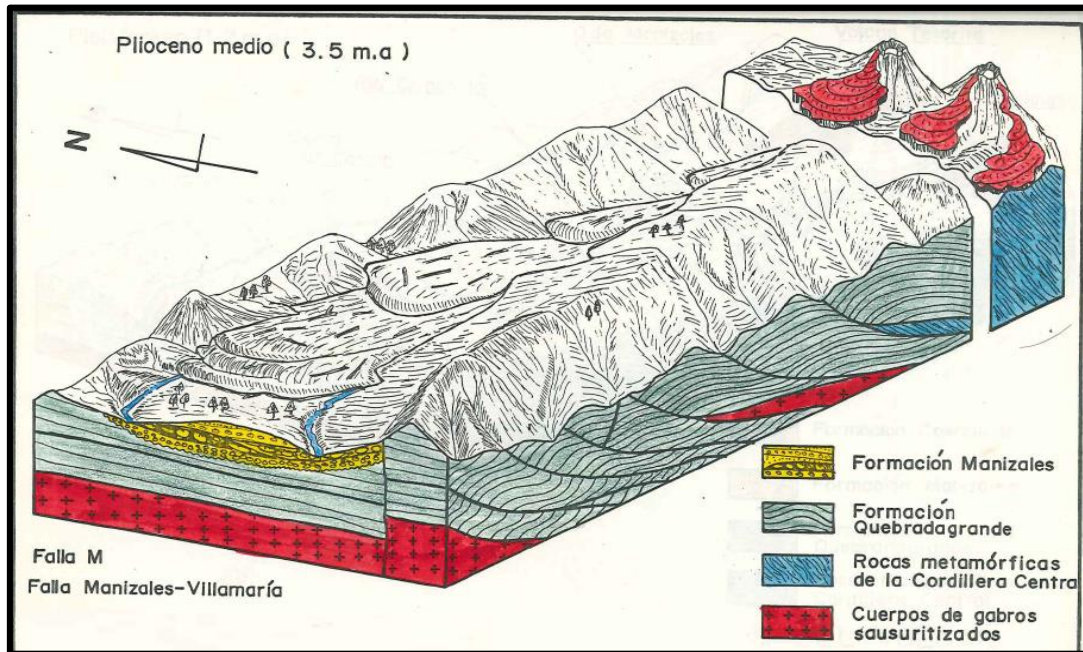 Plioceno medio ( 3.5 m.a )
N
Formación Manizales
Formación
Quebradagrande
Rocas metamórficas
de la Cordillera Centra
Cuerpos de gabros
sausuritizados
Falla M
Falla Manizales-Villamaría